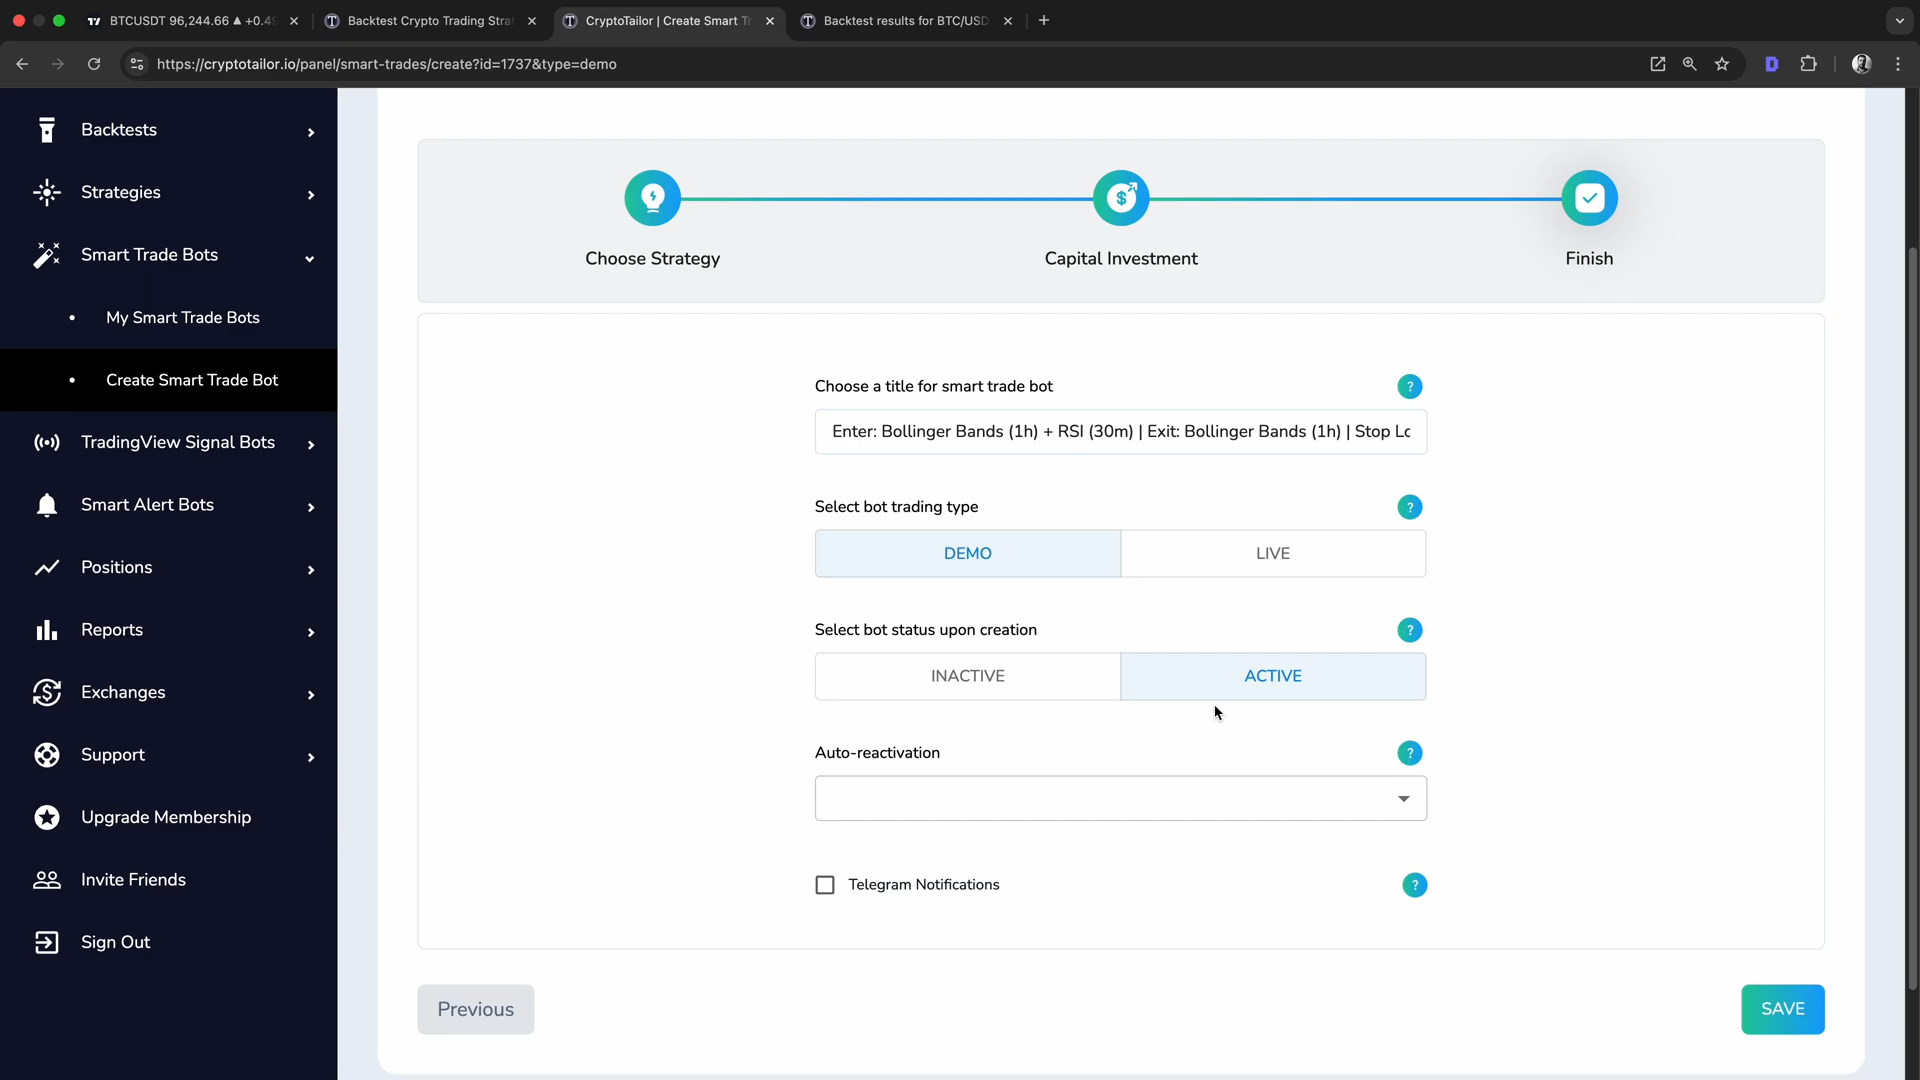 BTCUSDT 96,244.66 ▲ +0.4
Backtest Crypto Trading Stra
CryptoTailor | Create Smart T
Backtest results for BTC/USD
https://cryptotailor.io/panel/smart-trades/create?id=1737&type=demo
Backtests
Strategies
Smart Trade Bots
• My Smart Trade Bots
• Create Smart Trade Bot
TradingView Signal Bots
Smart Alert Bots
Positions
Reports
Exchanges
Support
Upgrade Membership
Invite Friends
Sign Out
Choose Strategy
Capital Investment
Finish
Choose a title for smart trade bot ?
Enter: Bollinger Bands (1h) + RSI (30m) | Exit: Bollinger Bands (1h) | Stop Lo
Select bot trading type ?
DEMO LIVE
Select bot status upon creation ?
INACTIVE ACTIVE
Auto-reactivation ?
Telegram Notifications ?
Previous
SAVE